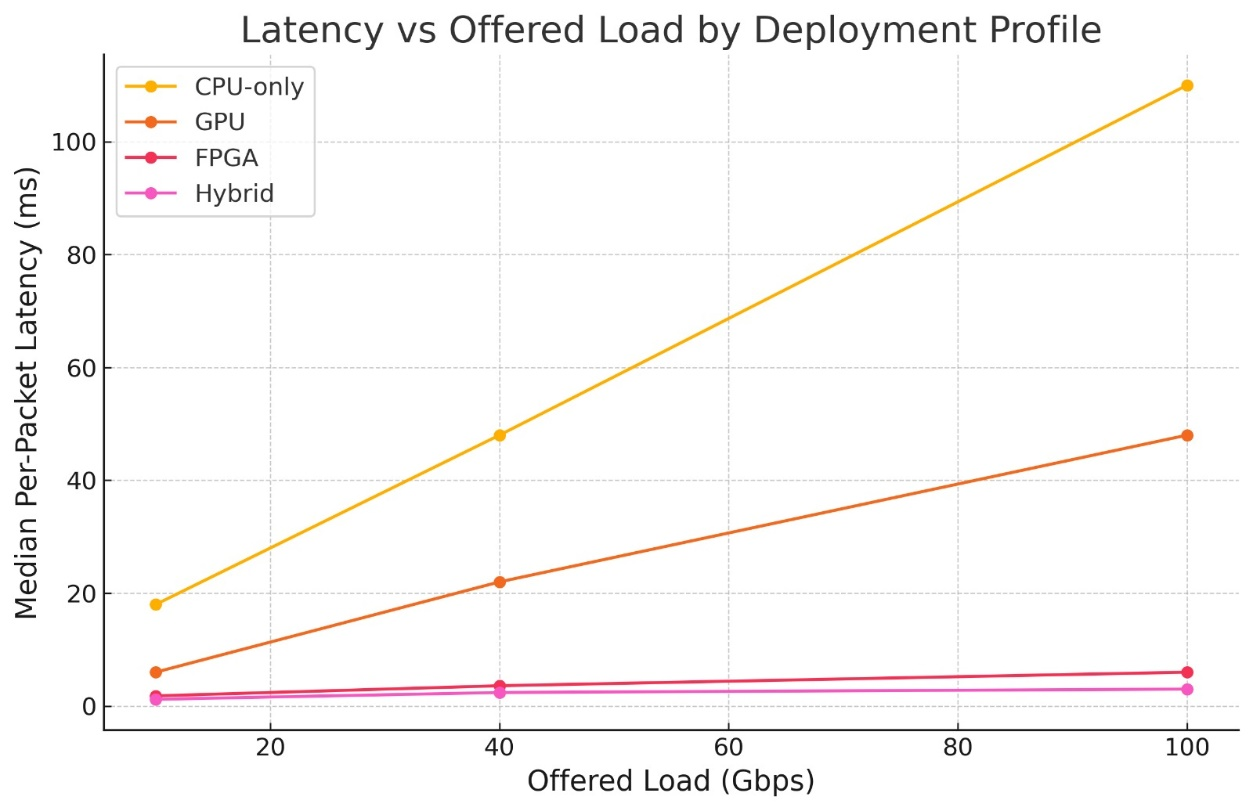 Latency vs Offered Load by Deployment Profile
CPU-only
GPU
FPGA
Hybrid
Median Per-Packet Latency (ms)
100
80
60
40
20
0
20 40 60 80 100
Offered Load (Gbps)